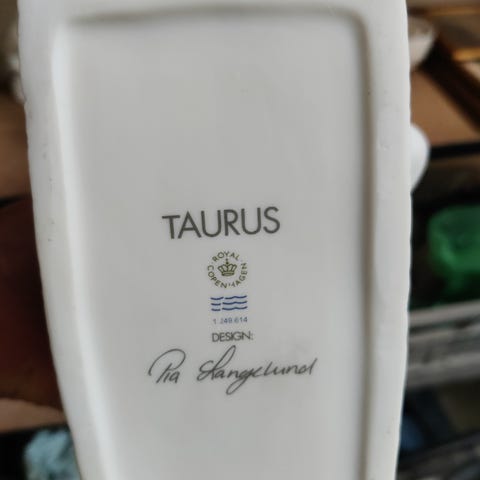 TAURUS
ROYAL
COPENHAGEN
1 249 614
DESIGN:
Pia Langelund